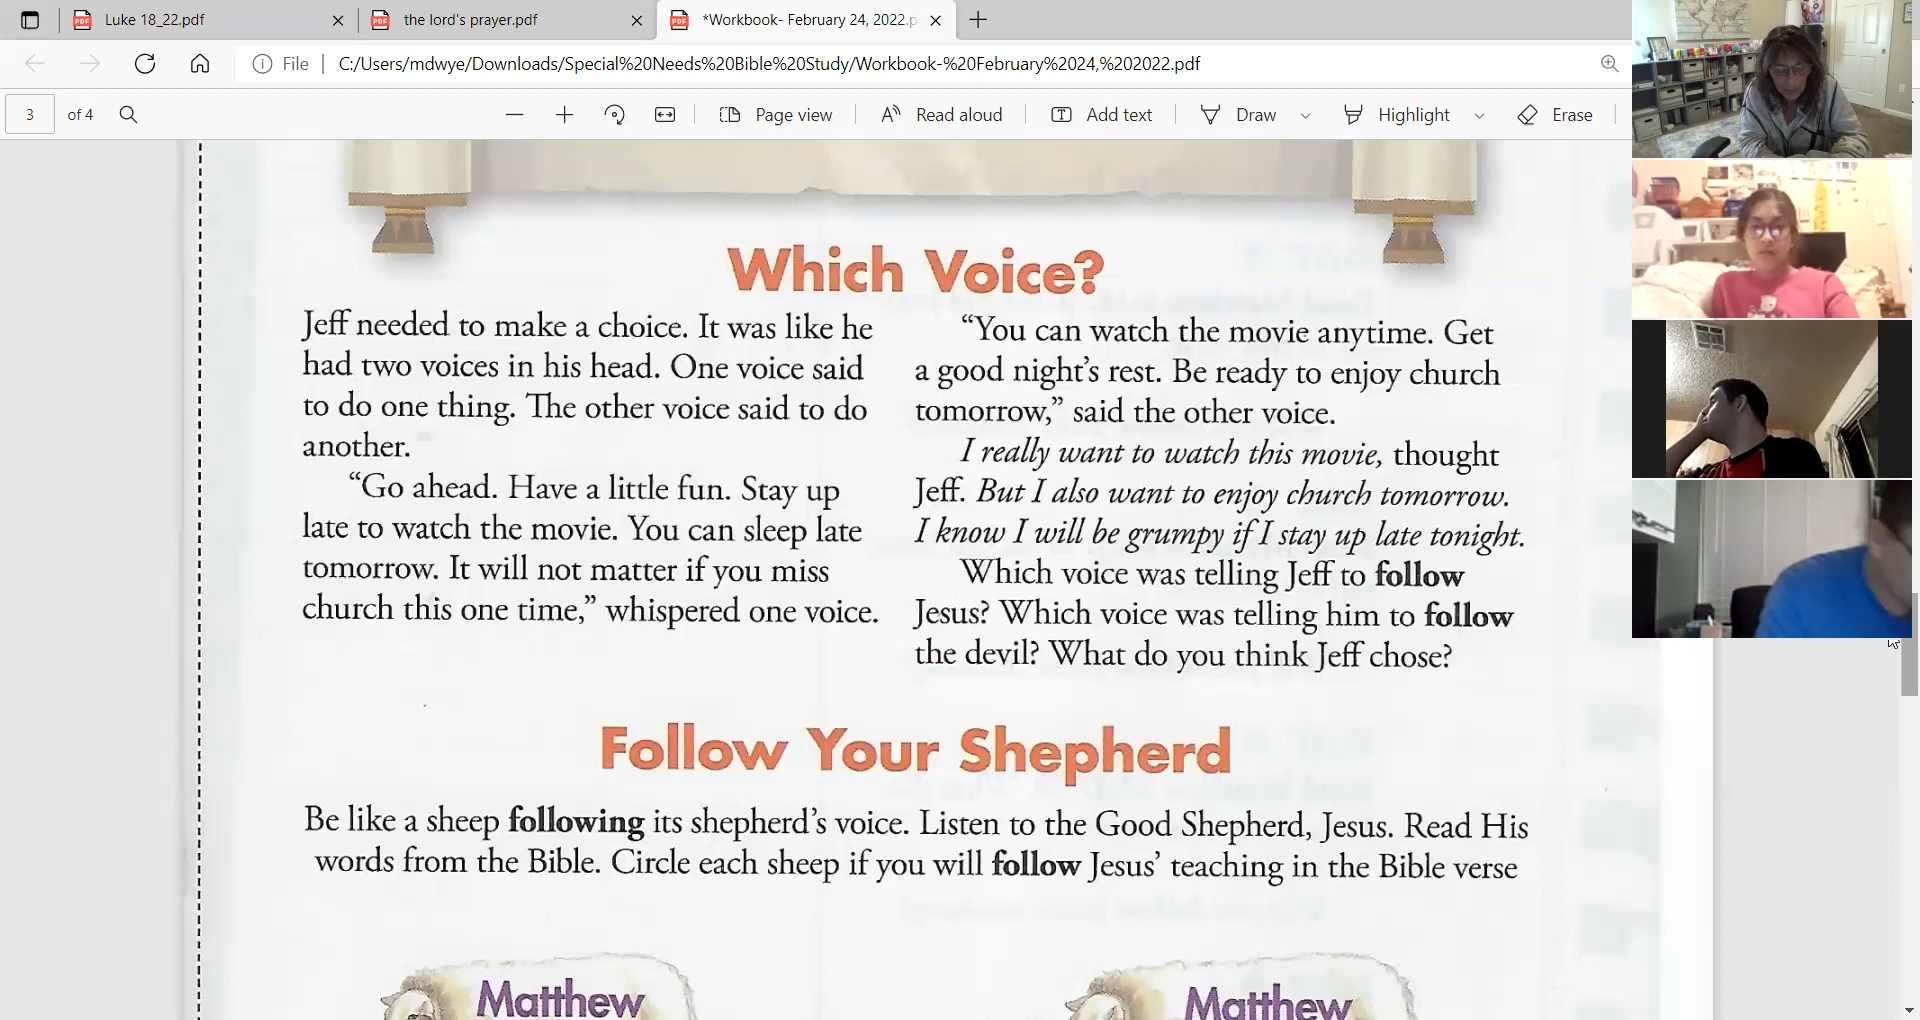 Luke 18_22.pdf
the lord's prayer.pdf
*Workbook- February 24, 2022.p
File
C:/Users/mdwye/Downloads/Special%20Needs%20Bible%20Study/Workbook-%20February%2024,%202022.pdf
3 of 4
Page view
Read aloud
Add text
Draw
Highlight
Erase
Which Voice?
Jeff needed to make a choice. It was like he
had two voices in his head. One voice said
to do one thing. The other voice said to do
another.
“Go ahead. Have a little fun. Stay up
late to watch the movie. You can sleep late
tomorrow. It will not matter if you miss
church this one time,” whispered one voice.
“You can watch the movie anytime. Get
a good night’s rest. Be ready to enjoy church
tomorrow,” said the other voice.
I really want to watch this movie, thought
Jeff. But I also want to enjoy church tomorrow.
I know I will be grumpy if I stay up late tonight.
Which voice was telling Jeff to follow
Jesus? Which voice was telling him to follow
the devil? What do you think Jeff chose?
Follow Your Shepherd
Be like a sheep following its shepherd’s voice. Listen to the Good Shepherd, Jesus. Read His
words from the Bible. Circle each sheep if you will follow Jesus’ teaching in the Bible verse
Matthew
Matthew